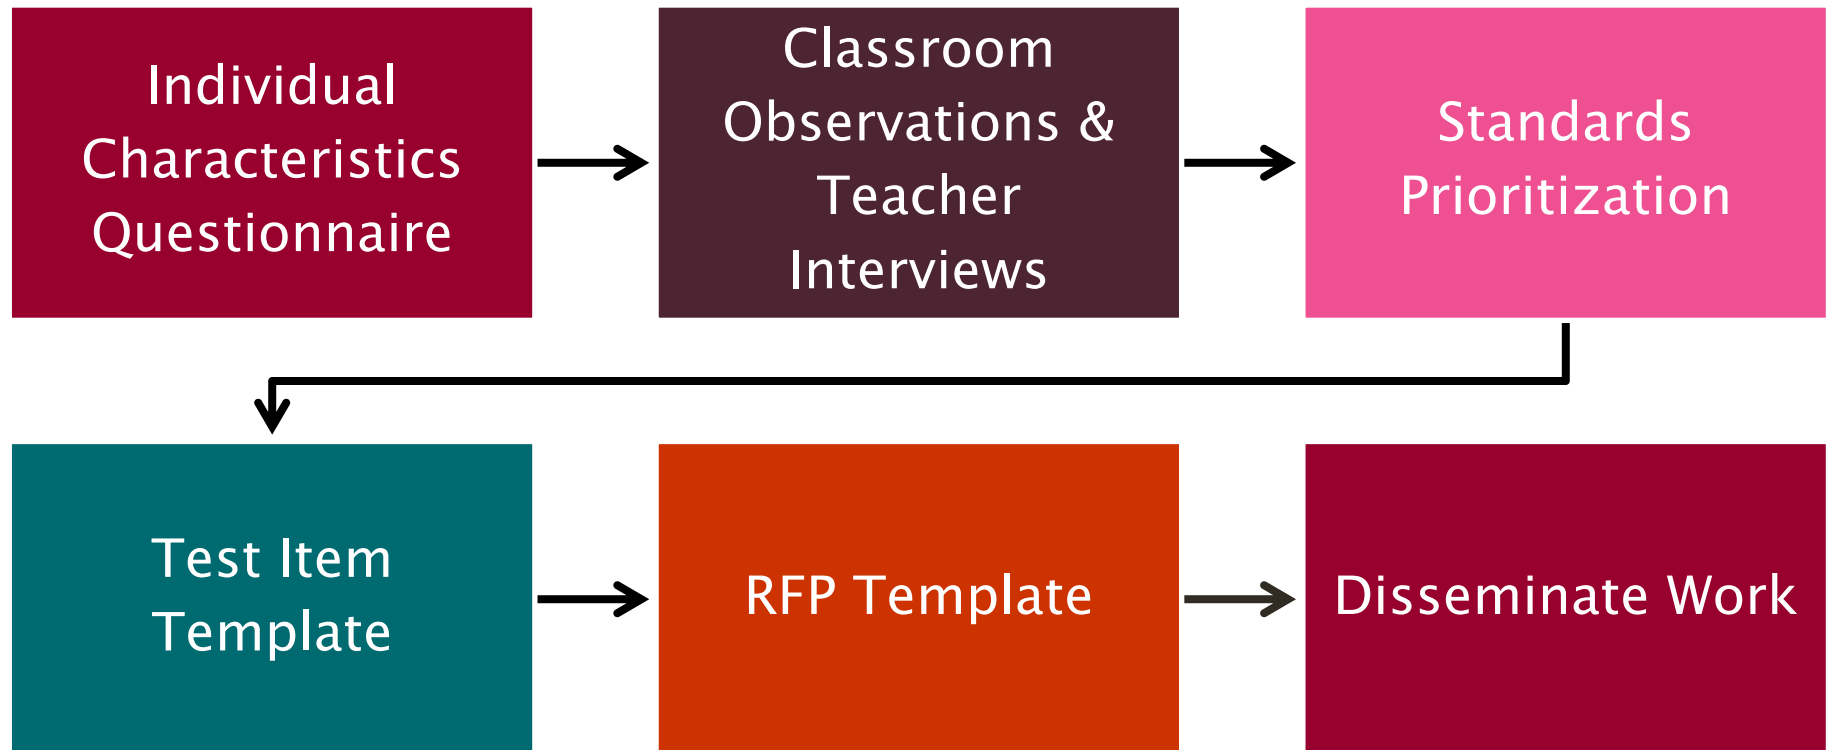 Individual
Characteristics
Questionnaire
Classroom
Observations &
Teacher
Interviews
Standards
Prioritization
Test Item
Template
RFP Template
Disseminate Work